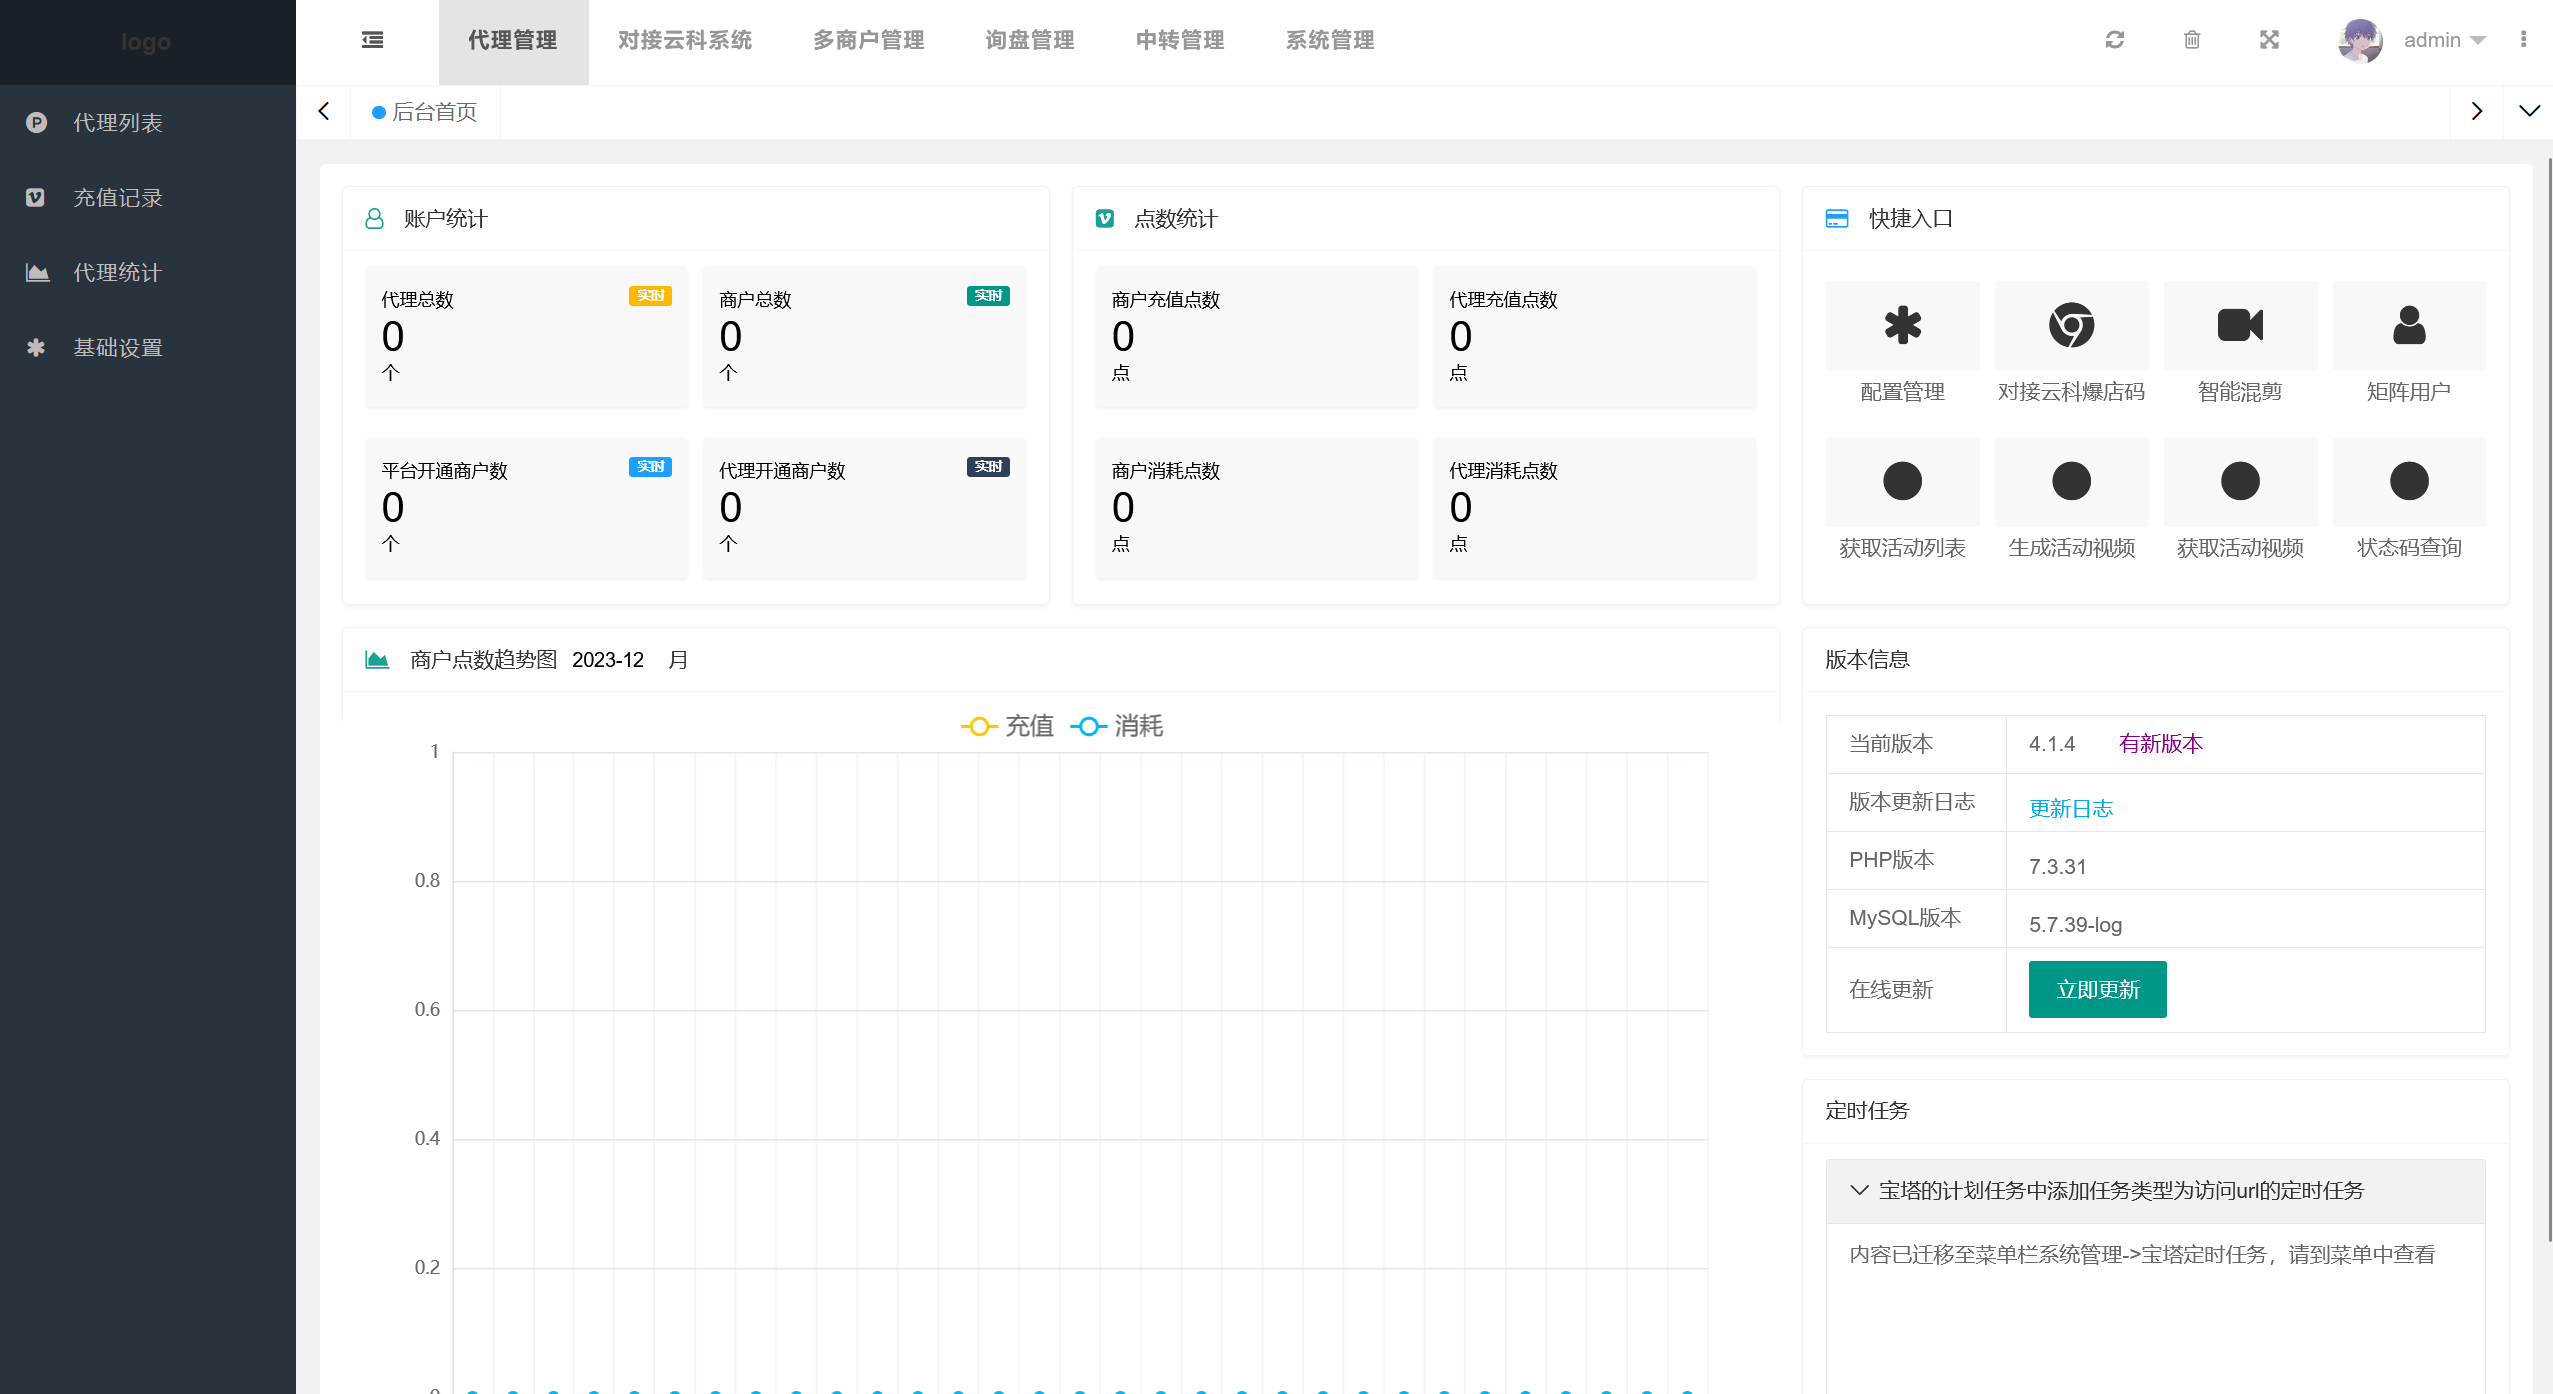 logo
代理管理
对接云科系统
多商户管理
询盘管理
中转管理
系统管理
admin
后台首页
代理列表
充值记录
代理统计
基础设置
账户统计
代理总数
实时
0
个
商户总数
实时
0
个
平台开通商户数
实时
0
个
代理开通商户数
实时
0
个
点数统计
商户充值点数
0
点
代理充值点数
0
点
商户消耗点数
0
点
代理消耗点数
0
点
快捷入口
配置管理
对接云科爆店码
智能混剪
矩阵用户
获取活动列表
生成活动视频
获取活动视频
状态码查询
商户点数趋势图 2023-12 月
充值 消耗
1
0.8
0.6
0.4
0.2
0
版本信息
当前版本 4.1.4 有新版本
版本更新日志 更新日志
PHP版本 7.3.31
MySQL版本 5.7.39-log
在线更新 立即更新
定时任务
宝塔的计划任务中添加任务类型为访问url的定时任务
内容已迁移至菜单栏系统管理->宝塔定时任务，请到菜单中查看